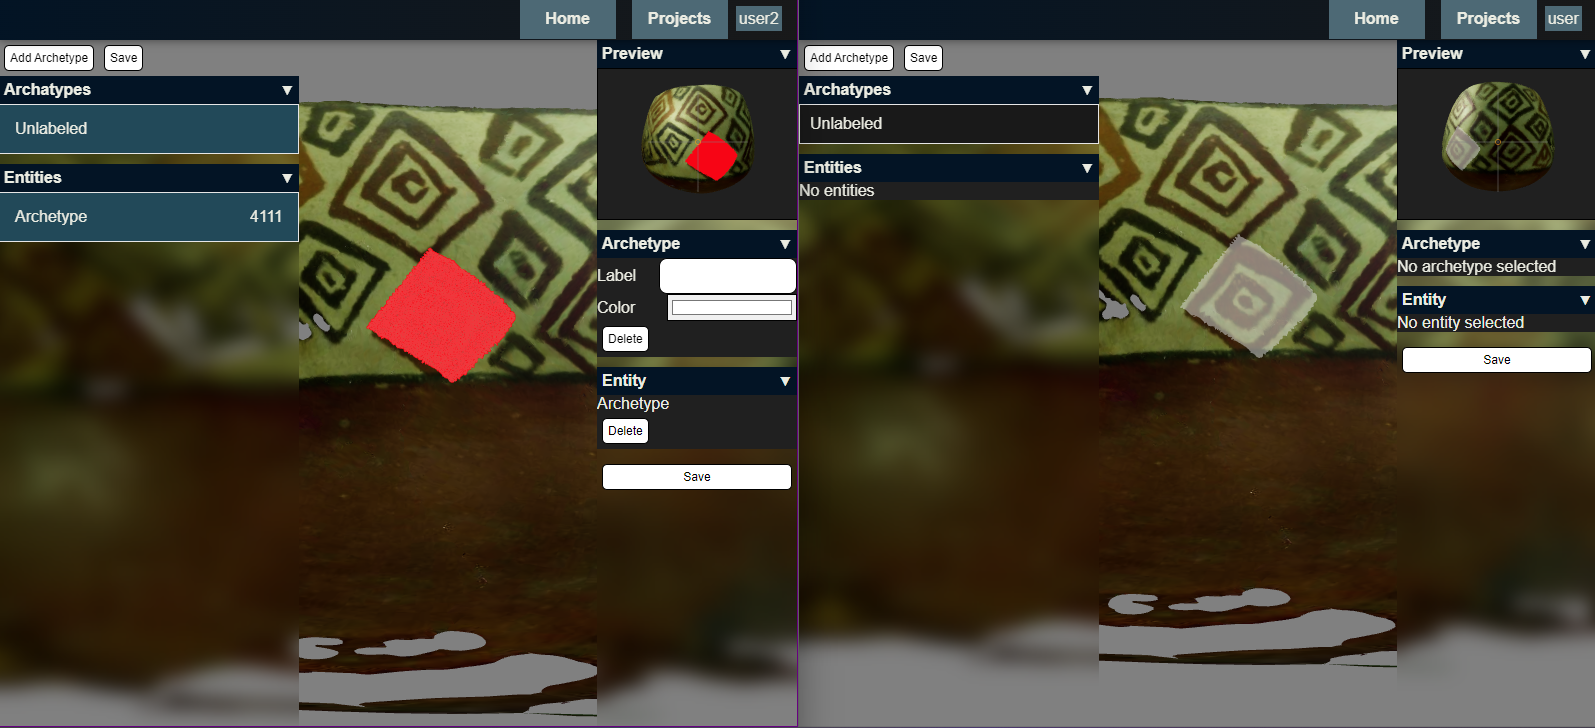 Home Projects user2
Add Archetype Save
Archatypes ▼
Unlabeled
Entities ▼
Archetype 4111
Preview ▼
Archetype ▼
Label
Color
Delete
Entity ▼
Archetype
Delete
Save
Home Projects user
Add Archetype Save
Archatypes ▼
Unlabeled
Entities ▼
No entities
Preview ▼
Archetype ▼
No archetype selected
Entity ▼
No entity selected
Save